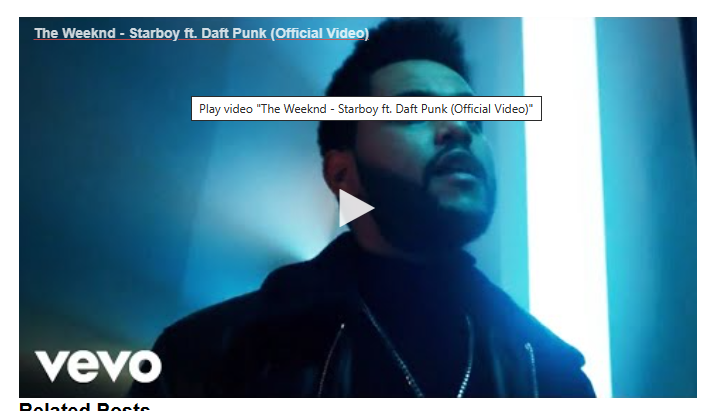 The Weeknd - Starboy ft. Daft Punk (Official Video)
Play video "The Weeknd - Starboy ft. Daft Punk (Official Video)"
vevo
Related Posts